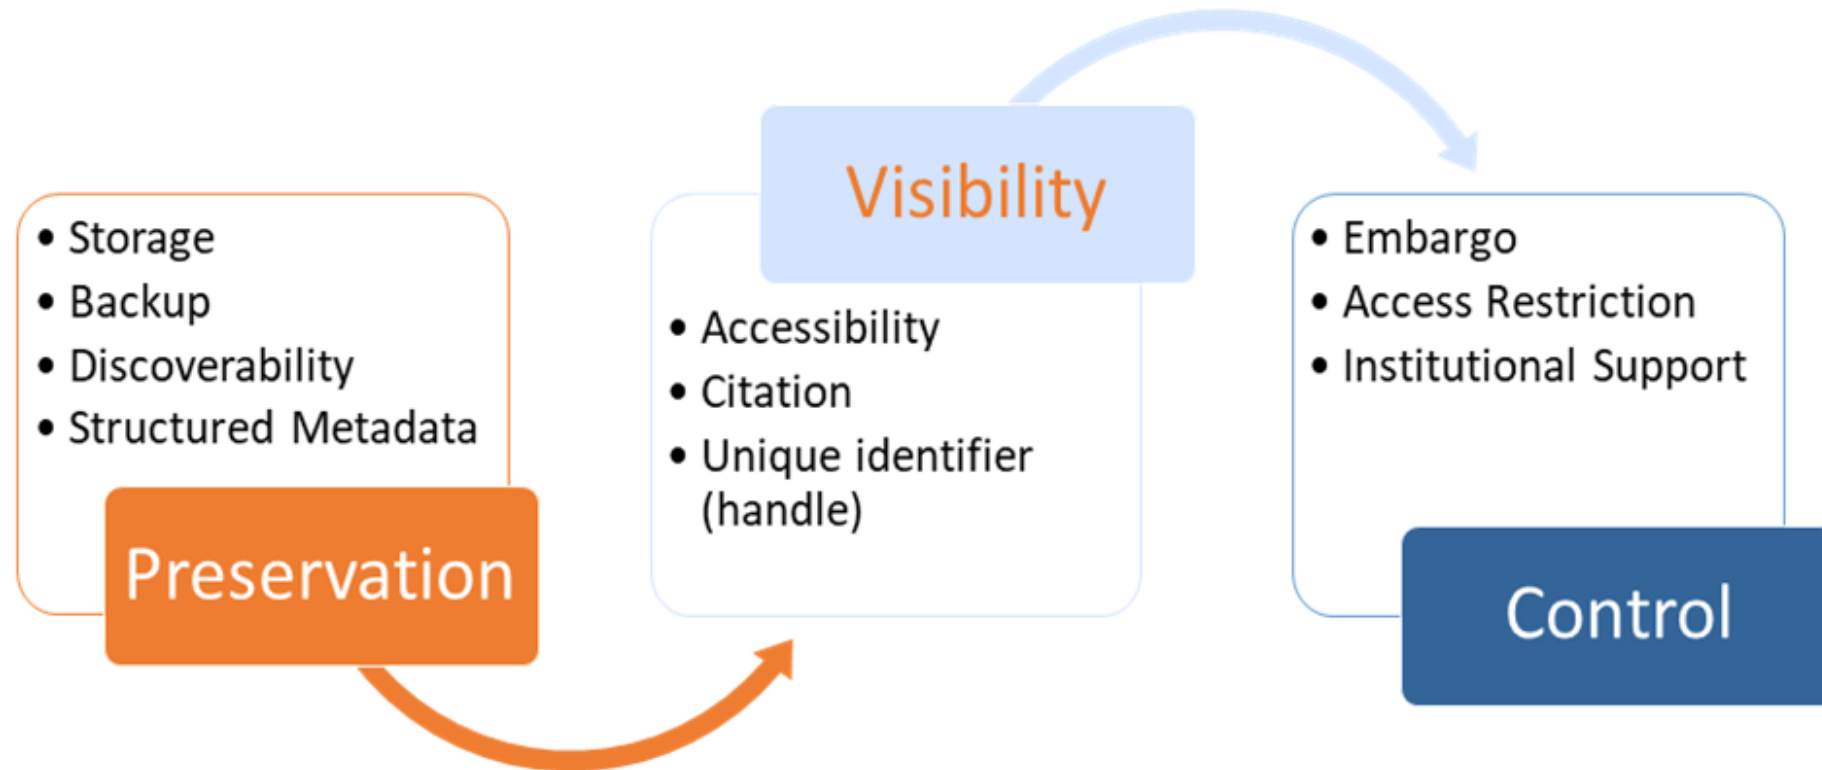 • Storage
• Backup
• Discoverability
• Structured Metadata
Preservation
Visibility
• Accessibility
• Citation
• Unique identifier
(handle)
• Embargo
• Access Restriction
• Institutional Support
Control